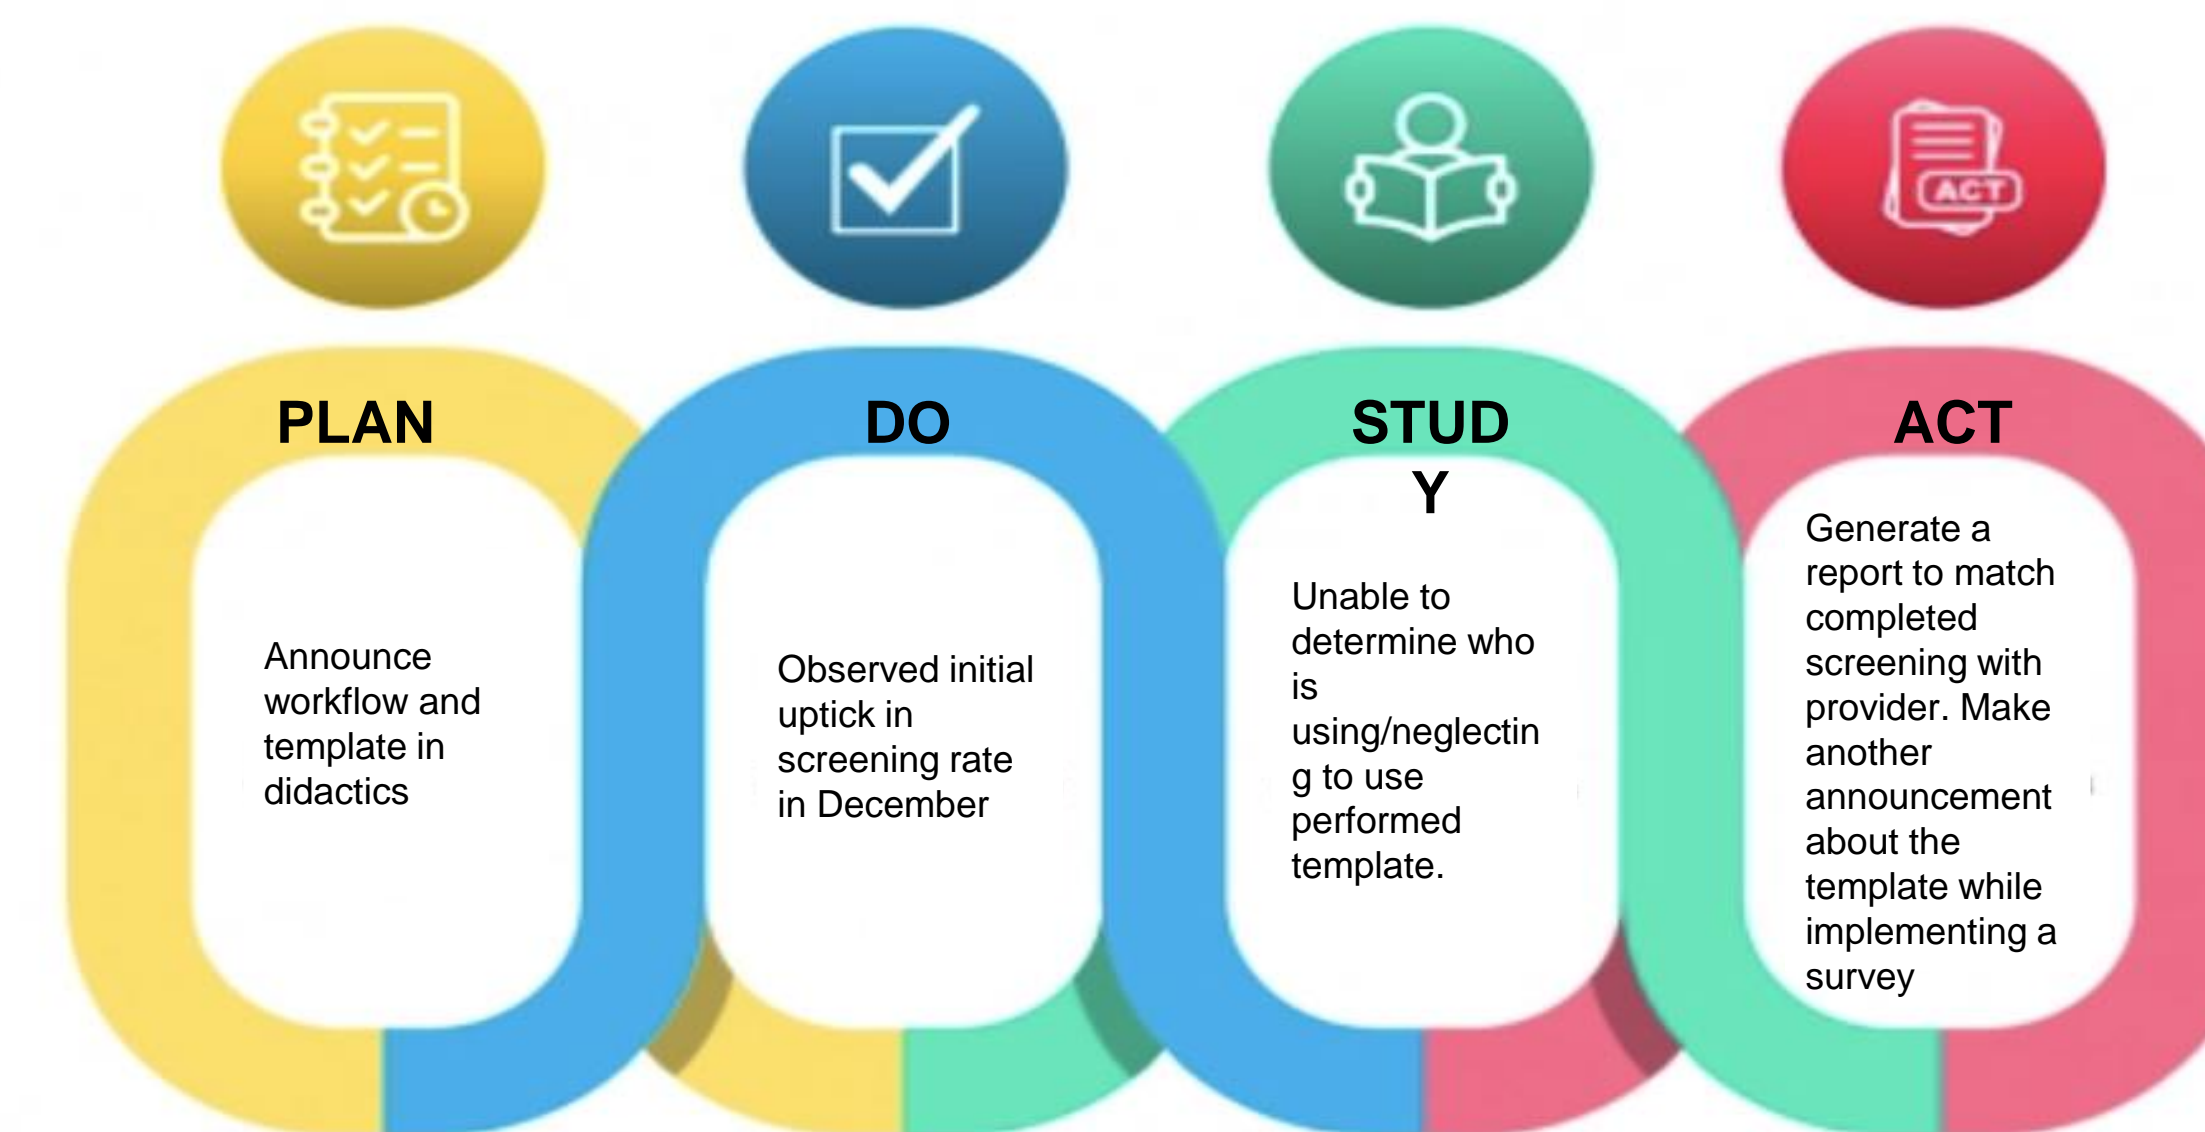 ACT
PLAN
DO
STUD
Y
ACT
Announce
workflow and
template in
didactics
Observed initial
uptick in
screening rate
in December
Unable to
determine who
is
using/neglectin
g to use
performed
template.
Generate a
report to match
completed
screening with
provider. Make
another
announcement
about the
template while
implementing a
survey